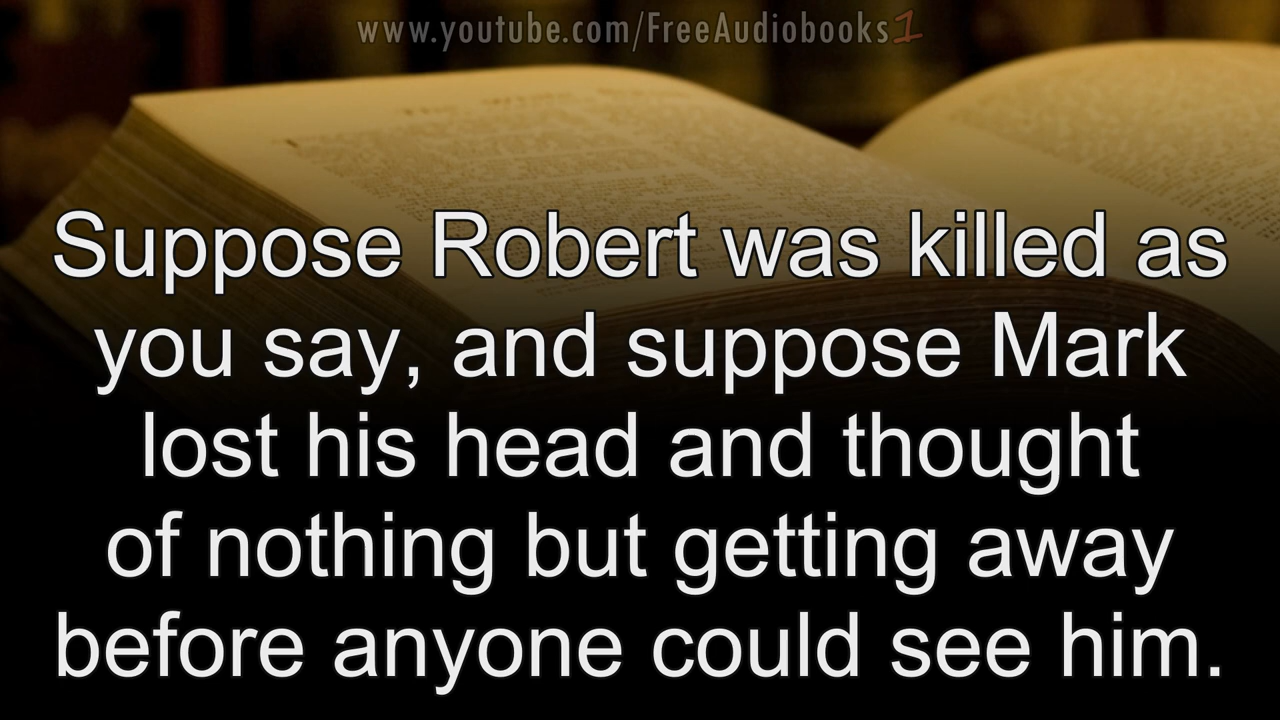 www.youtube.com/FreeAudiobooks1
Suppose Robert was killed as
you say, and suppose Mark
lost his head and thought
of nothing but getting away
before anyone could see him.